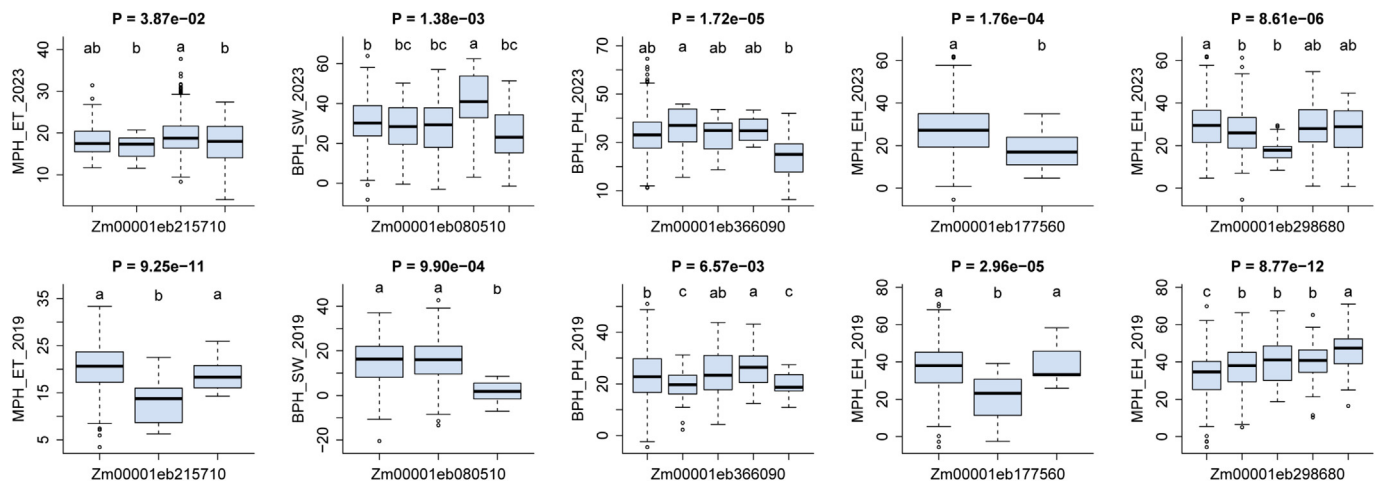 P = 3.87e−02
MPH_ET_2023
10 20 30 40
ab b a b
Zm00001eb215710
P = 1.38e−03
BPH_SW_2023
0 20 40 60
b bc bc a bc
Zm00001eb080510
P = 1.72e−05
BPH_PH_2023
10 30 50 70
ab a ab ab b
Zm00001eb366090
P = 1.76e−04
MPH_EH_2023
0 20 40 60
a b
Zm00001eb177560
P = 8.61e−06
MPH_EH_2023
0 20 40 60
a b b ab ab
Zm00001eb298680
P = 9.25e−11
MPH_ET_2019
5 15 25 35
a b a
Zm00001eb215710
P = 9.90e−04
BPH_SW_2019
−20 0 20 40
a a b
Zm00001eb080510
P = 6.57e−03
BPH_PH_2019
0 20 40
b c ab a c
Zm00001eb366090
P = 2.96e−05
MPH_EH_2019
0 20 40 60 80
a b a
Zm00001eb177560
P = 8.77e−12
MPH_EH_2019
0 20 40 60 80
c b b b a
Zm00001eb298680